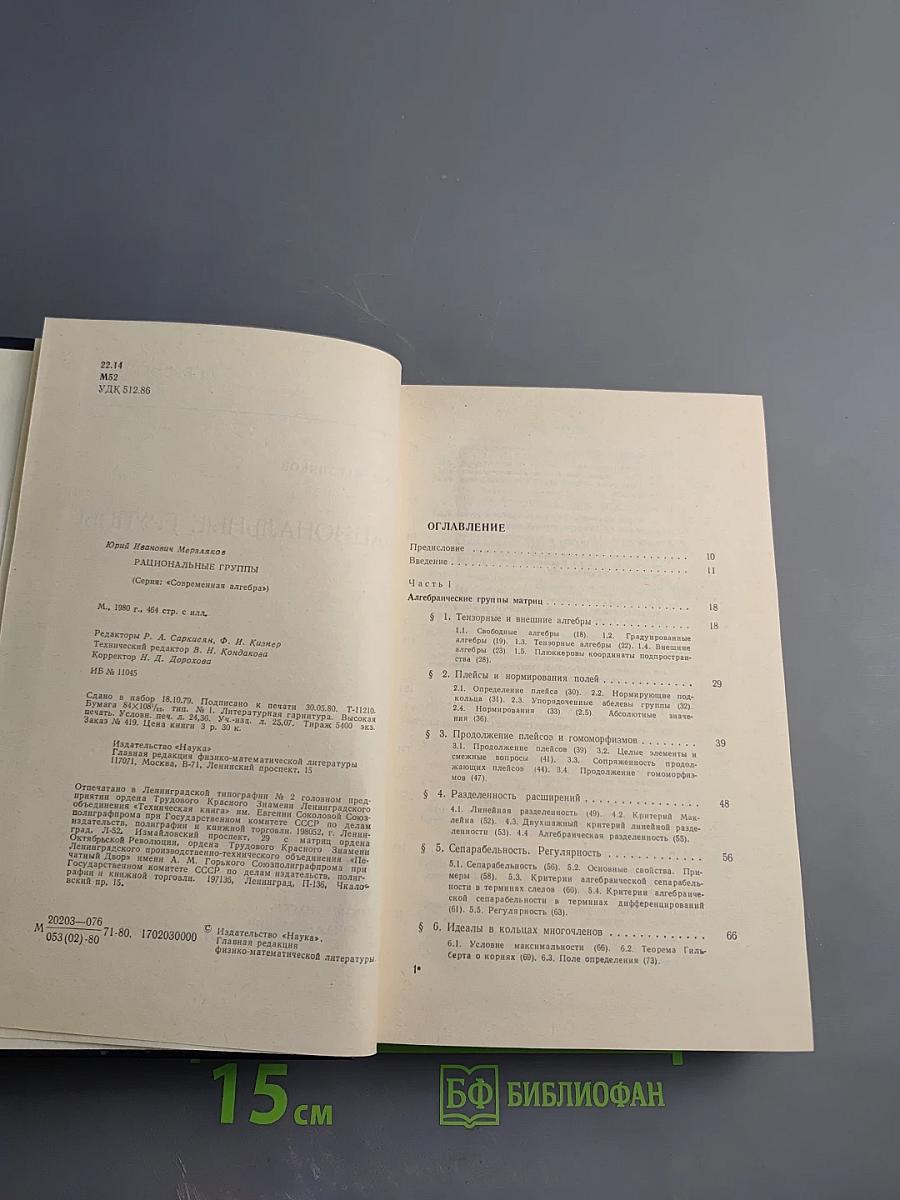 22.14
М52
УДК 512.86
Юрий Иванович Мерзляков
РАЦИОНАЛЬНЫЕ ГРУППЫ
(Серия: «Современная алгебра»)
М., 1980 г., 464 стр. с илл.
Редакторы Р. А. Саркисян, Ф. И. Кизнер
Технический редактор В. Н. Кондакова
Корректор Н. Д. Дорохова
ИБ № 11045
Сдано в набор 18.10.79. Подписано к печати 30.05.80. Т-11210.
Бумага 84×108¹/₃₂. тип. № 1. Литературная гарнитура. Высокая
печать. Условн. печ. л. 24,36. Уч.-изд. л. 25,07. Тираж 5400 экз.
Заказ № 419. Цена книги 3 р. 30 к.
Издательство «Наука»
Главная редакция физико-математической литературы
117071, Москва, В-71, Ленинский проспект, 15
Отпечатано в Ленинградской типографии № 2 головном пред-
приятии ордена Трудового Красного Знамени Ленинградского
объединения «Техническая книга» им. Евгении Соколовой Союз-
полиграфпрома при Государственном комитете СССР по делам
издательств, полиграфии и книжной торговли. 198052, г. Ленин-
град, Л-52. Измайловский проспект, 29 с матриц ордена
Октябрьской Революции, ордена Трудового Красного Знамени
Ленинградского производственно-технического объединения «Пе-
чатный Двор» имени А. М. Горького Союзполиграфпрома при
Государственном комитете СССР по делам издательств, полиг-
рафии и книжной торговли. 197136, Ленинград, П-136, Чкалов-
вский пр, 15.
М 20203—076 / 053 (02)-80 71-80. 1702030000
© Издательство «Наука».
Главная редакция
физико-математической литературы.
ОГЛАВЛЕНИЕ
Предисловие . . . . . . . . . . 10
Введение . . . . . . . . . . 11
Часть I
Алгебраические группы матриц . . . . . . . . . . 18
§ 1. Тензорные и внешние алгебры . . . . . . . . . . 18
1.1. Свободные алгебры (18). 1.2. Градуированные
алгебры (19). 1.3. Тензорные алгебры (22). 1.4. Внешние
алгебры (23). 1.5. Плюккеровы координаты подпростран-
ства (28).
§ 2. Плейсы и нормирования полей . . . . . . . . . . 29
2.1. Определение плейса (30). 2.2. Нормирующие под-
кольца (31). 2.3. Упорядоченные абелевы группы (32).
2.4. Нормирования (33) (2.5) Абсолютные значе-
ния (36).
§ 3. Продолжение плейсов и гомоморфизмов . . . . . . . . 39
3.1. Продолжение плейсов (39) 3.2. Целые элементы и
смежные вопросы (41). 3.3. Сопряженность продол-
жающих плейсов (44). 3.4. Продолжение гомоморфиз-
мов (47).
§ 4. Разделенность расширений . . . . . . . . . . 48
4.1. Линейная разделенность (49). 4.2. Критерий Мак-
лейна (52). 4.3. Двухшажный критерий линейной разде-
ленности (53). 4.4 Алгебраическая разделенность (55).
§ 5. Сепарабельность. Регулярность . . . . . . . . . . 56
5.1. Сепарабельность (56). 5.2. Основные свойства. При-
меры (58). 5.3. Критерии алгебраической сепарабель-
ности в терминах следов (60). 5.4. Критерии алгебраиче-
ской сепарабельности в терминах дифференцирований
(61). 5.5. Регулярность (63).
§ 6. Идеалы в кольцах многочленов . . . . . . . . . . 66
6.1. Условие максимальности (66). 6.2. Теорема Гиль-
берта о корнях (69). 6.3. Поле определения (73).
1*
15 см
БФ БИБЛИОФАН